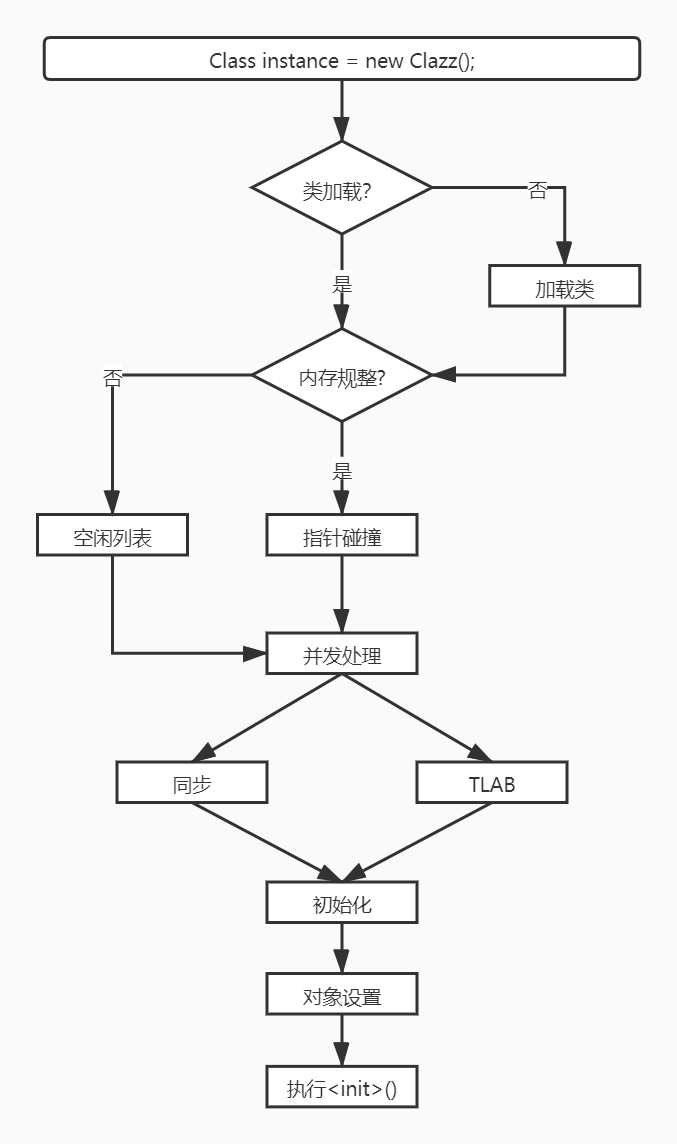 Class instance = new Clazz();
类加载?
否
是
加载类
内存规整?
否
是
空闲列表
指针碰撞
并发处理
同步
TLAB
初始化
对象设置
执行<init>()